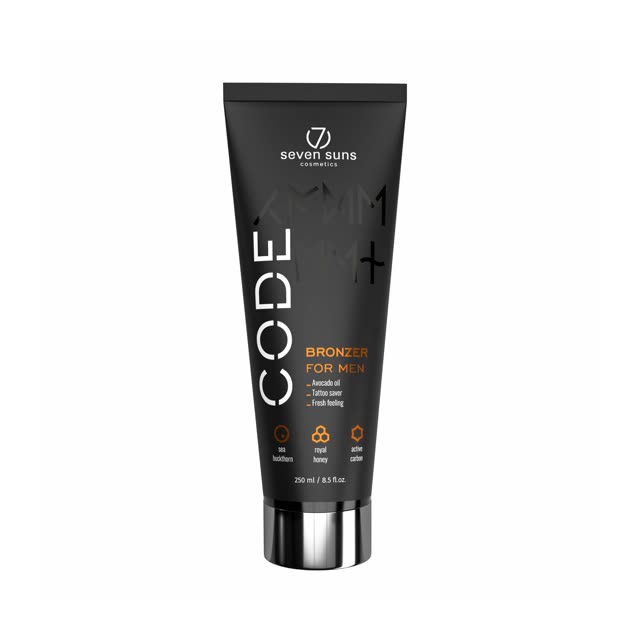 7
seven suns
cosmetics
CODE
BRONZER
FOR MEN
Avocado oil
Tattoo saver
Fresh feeling
sea
buckthorn
royal
honey
active
carbon
250 ml / 8.5 fl.oz.